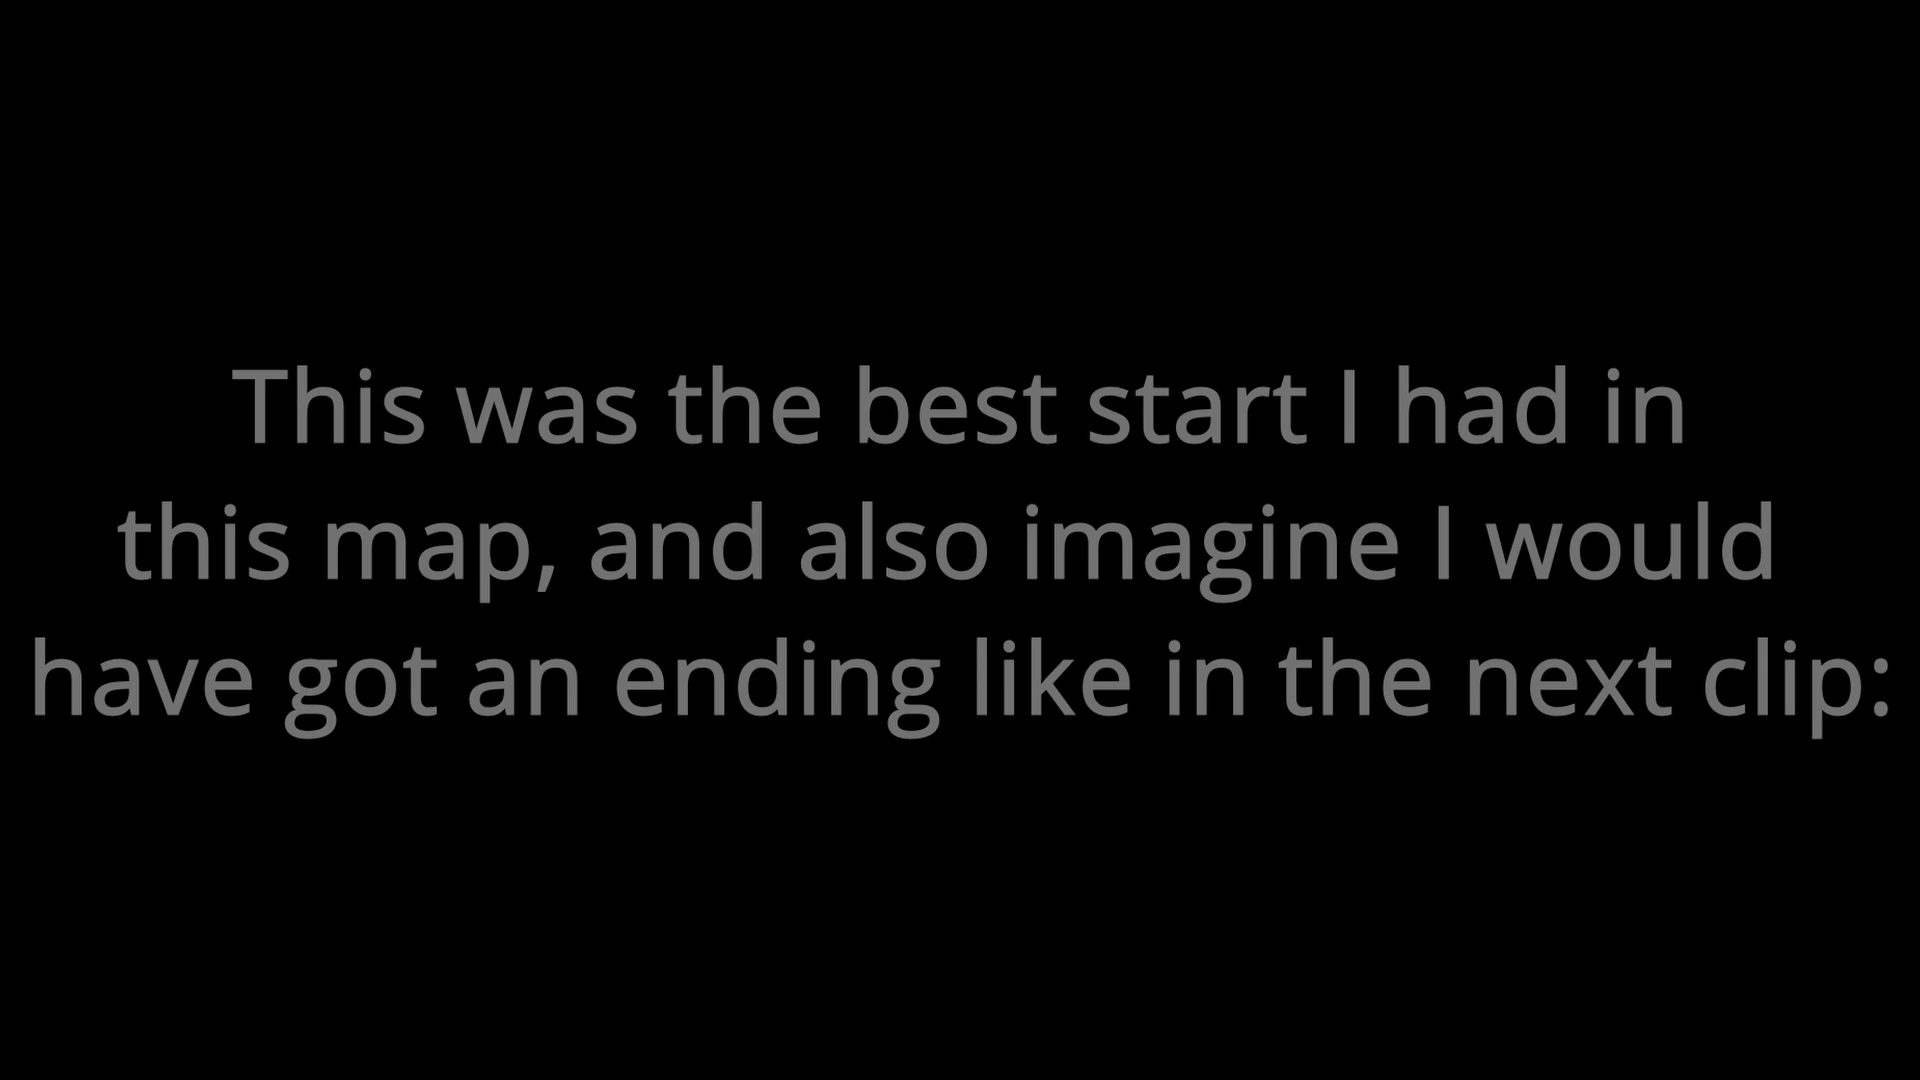 This was the best start I had in
this map, and also imagine I would
have got an ending like in the next clip: